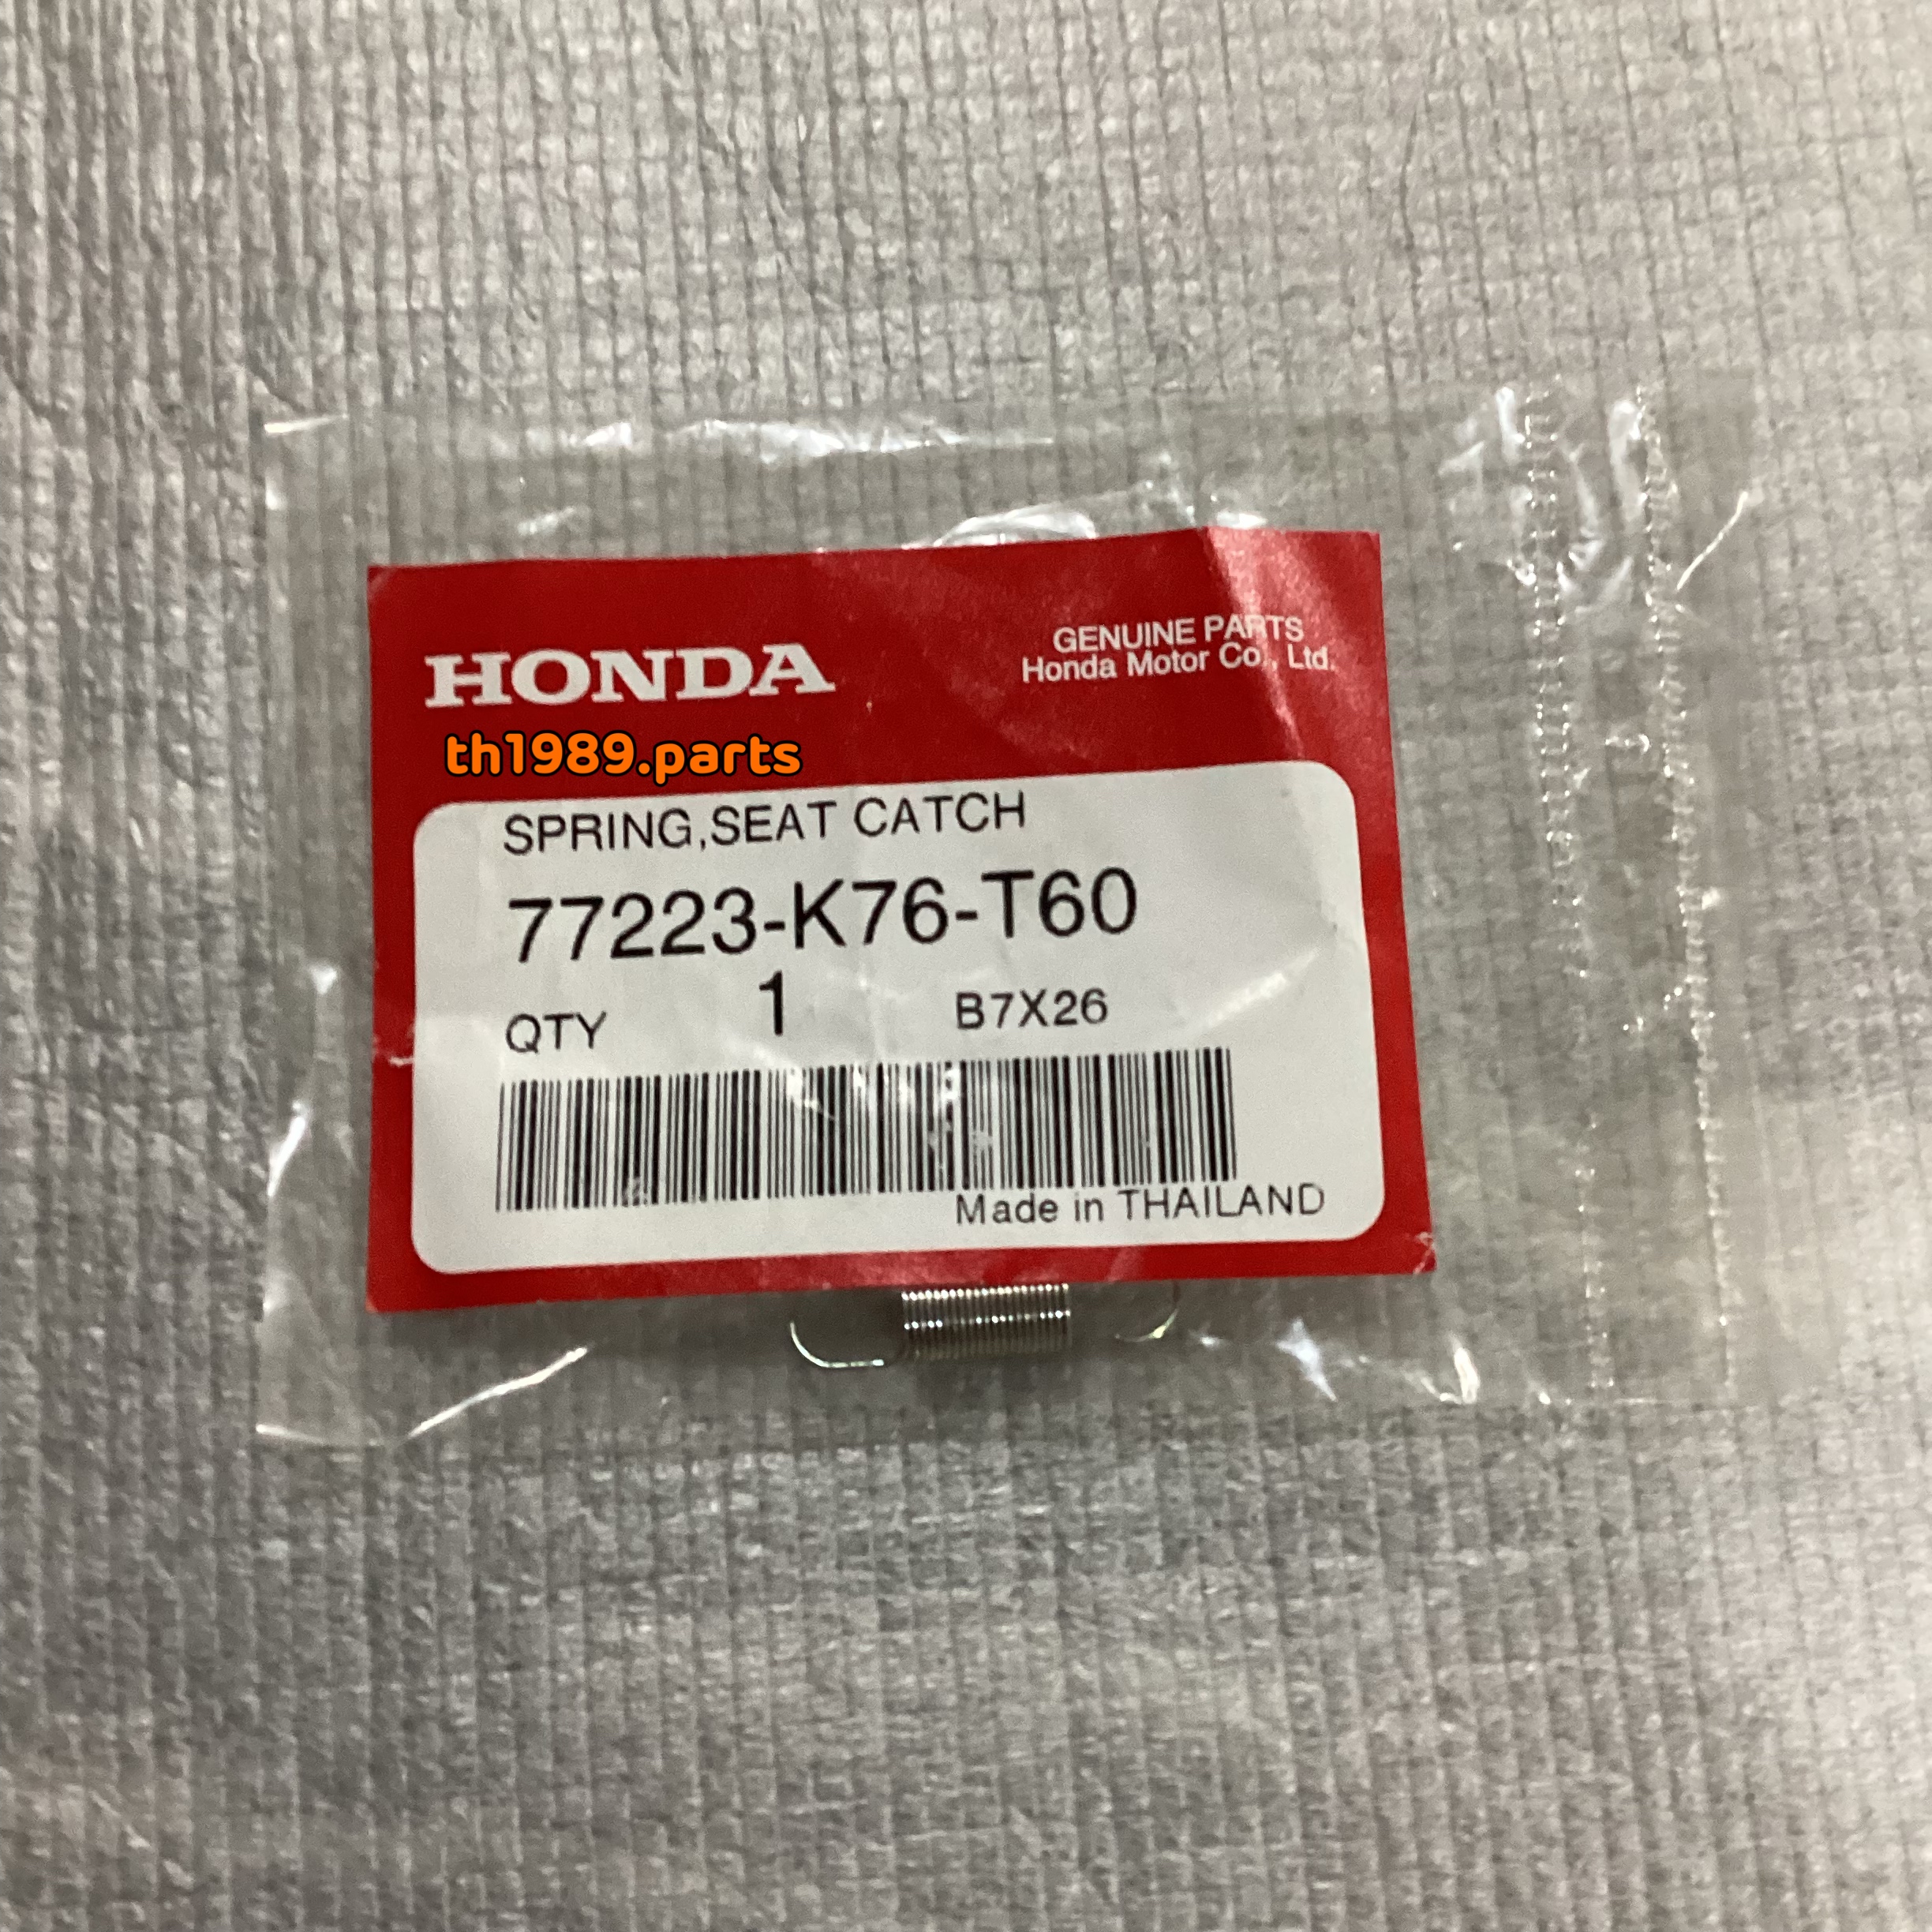 HONDA
GENUINE PARTS
Honda Motor Co., Ltd.
th1989.parts
SPRING,SEAT CATCH
77223-K76-T60
QTY 1 B7X26
Made in THAILAND